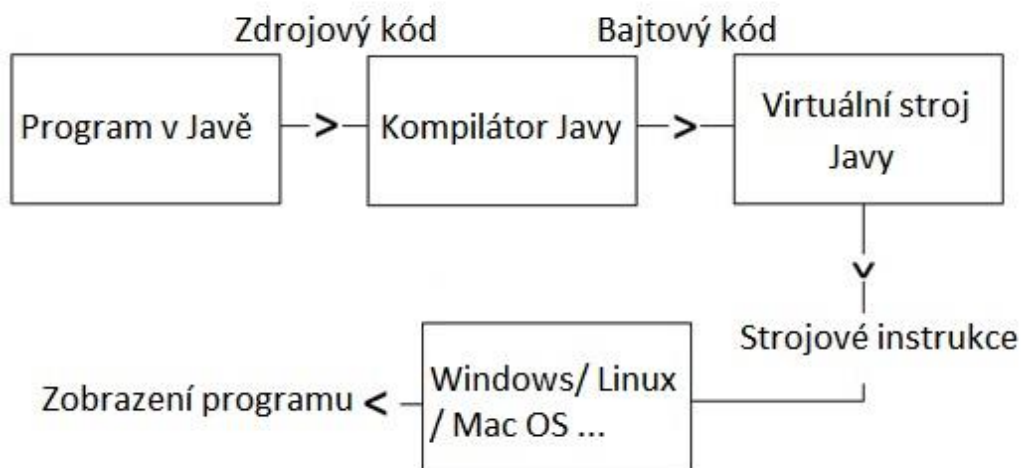 Zdrojový kód
Bajtový kód
Program v Javě
Kompilátor Javy
Virtuální stroj
Javy
Strojové instrukce
Windows/ Linux
/ Mac OS ...
Zobrazení programu